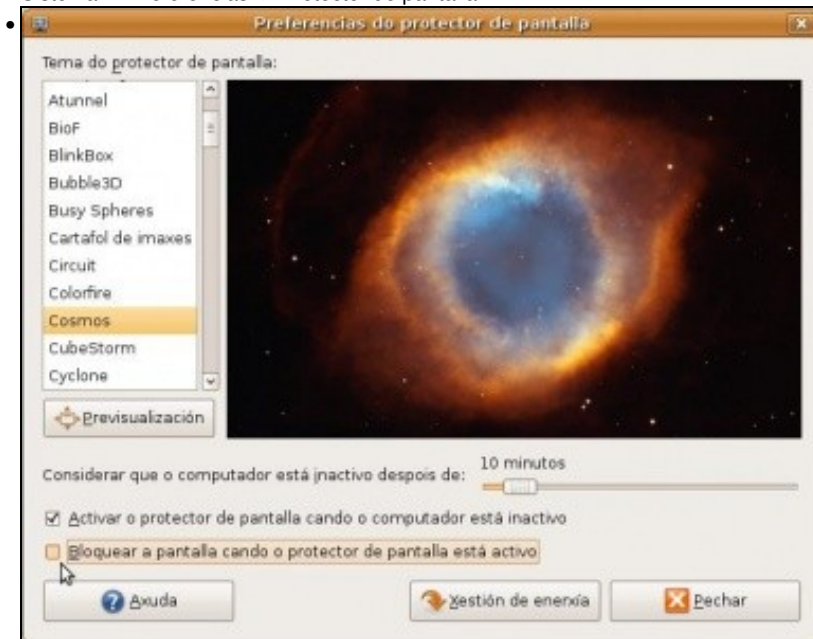 Preferencias do protector de pantalla
Tema do protector de pantalla:
Atunnel
BioF
BlinkBox
Bubble3D
Busy Spheres
Cartafol de imaxes
Circuit
Colorfire
Cosmos
CubeStorm
Cyclone
Previsualización
10 minutos
Considerar que o computador está inactivo despois de:
Activar o protector de pantalla cando o computador está inactivo
Bloquear a pantalla cando o protector de pantalla está activo
Axuda
Xestión de enerxía
Pechar